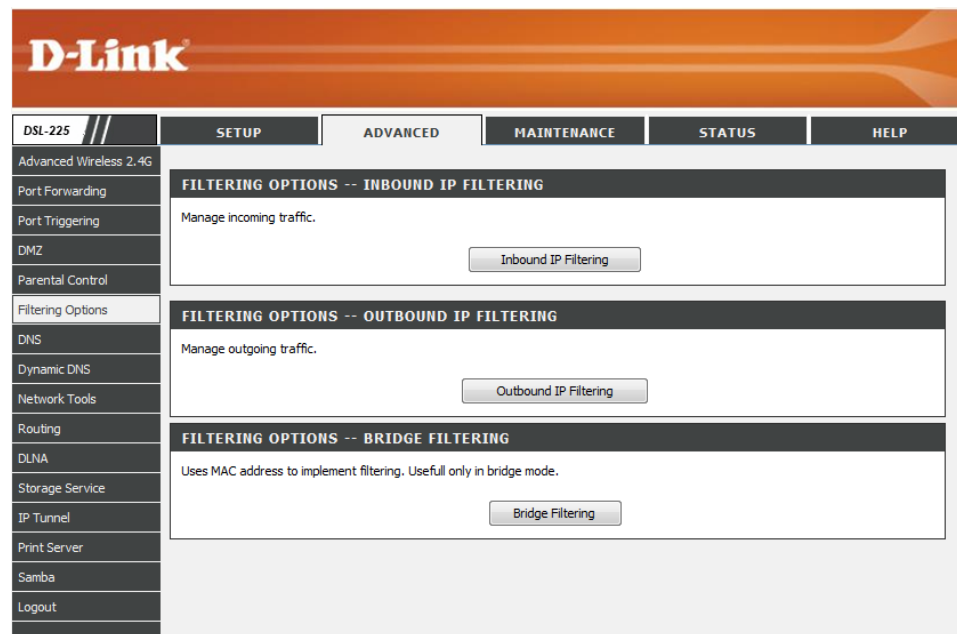 D-Link
DSL-225
SETUP
ADVANCED
MAINTENANCE
STATUS
HELP
Advanced Wireless 2.4G
Port Forwarding
Port Triggering
DMZ
Parental Control
Filtering Options
DNS
Dynamic DNS
Network Tools
Routing
DLNA
Storage Service
IP Tunnel
Print Server
Samba
Logout
FILTERING OPTIONS -- INBOUND IP FILTERING
Manage incoming traffic.
Inbound IP Filtering
FILTERING OPTIONS -- OUTBOUND IP FILTERING
Manage outgoing traffic.
Outbound IP Filtering
FILTERING OPTIONS -- BRIDGE FILTERING
Uses MAC address to implement filtering. Usefull only in bridge mode.
Bridge Filtering